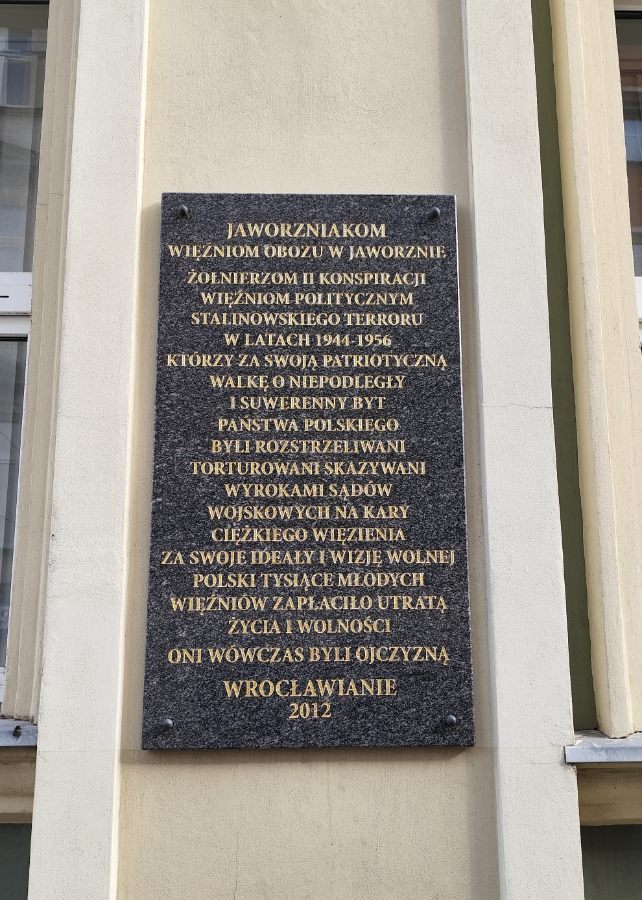 JAWORZNIAKOM
WIĘŹNIOM OBOZU W JAWORZNIE
ŻOŁNIERZOM II KONSPIRACJI
WIĘŹNIOM POLITYCZNYM
STALINOWSKIEGO TERRORU
W LATACH 1944-1956
KTÓRZY ZA SWOJĄ PATRIOTYCZNĄ
WALKĘ O NIEPODLEGŁY
I SUWERENNY BYT
PAŃSTWA POLSKIEGO
BYLI ROZSTRZELIWANI
TORTUROWANI SKAZYWANI
WYROKAMI SĄDÓW
WOJSKOWYCH NA KARY
CIĘŻKIEGO WIĘZIENIA
ZA SWOJE IDEAŁY I WIZJĘ WOLNEJ
POLSKI TYSIĄCE MŁODYCH
WIĘŹNIÓW ZAPŁACIŁO UTRATĄ
ŻYCIA I WOLNOŚCI
ONI WÓWCZAS BYLI OJCZYZNĄ
WROCŁAWIANIE
2012